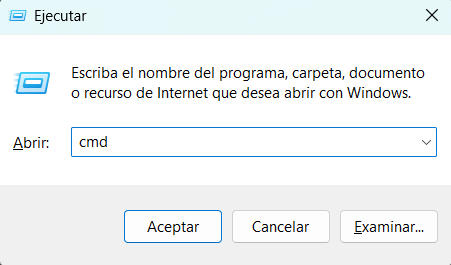 Ejecutar
Escriba el nombre del programa, carpeta, documento
o recurso de Internet que desea abrir con Windows.
Abrir:
cmd
Aceptar
Cancelar
Examinar...